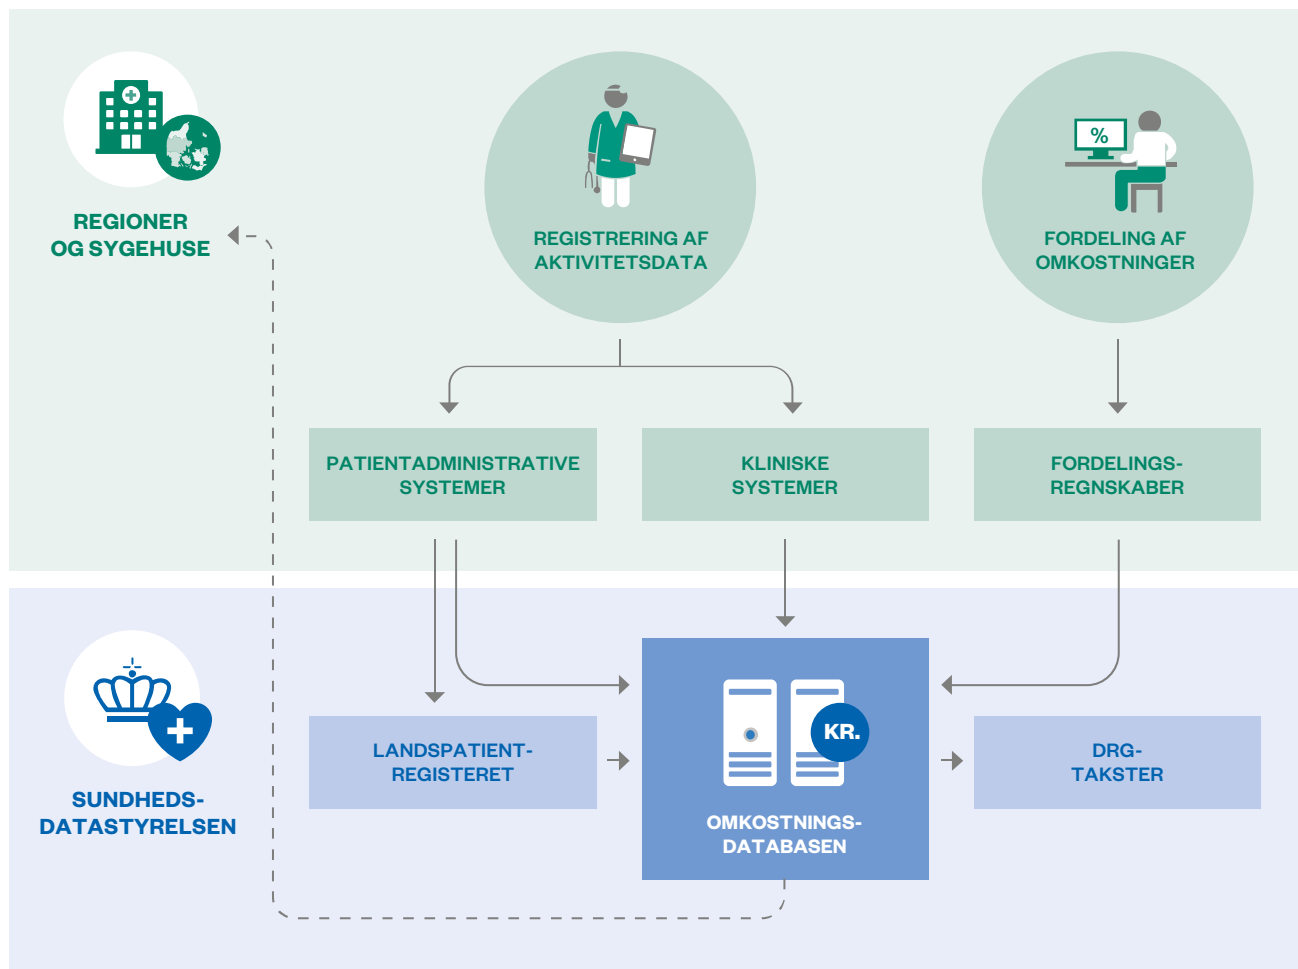 REGIONER
OG SYGEHUSE
REGISTRERING AF
AKTIVITETSDATA
%
FORDELING AF
OMKOSTNINGER
PATIENTADMINISTRATIVE
SYSTEMER
KLINISKE
SYSTEMER
FORDELINGS-
REGNSKABER
SUNDHEDS-
DATASTYRELSEN
LANDSPATIENT-
REGISTERET
KR.
OMKOSTNINGS-
DATABASEN
DRG-
TAKSTER